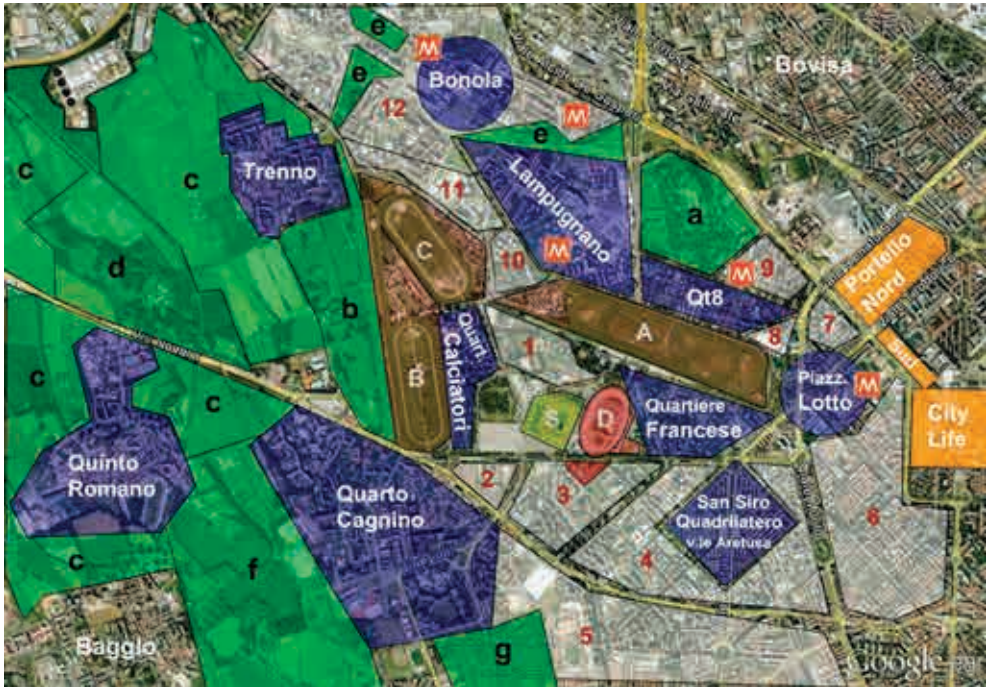 e
M
Bonola
Bovisa
e
12
M
e
c
c
Trenno
Lampugnano
11
a
C
M
10
M
9
d
Portello
Nord
Qt8
b
A
7
8
Quart.
Calciatori
1
Sud
B
c
Piazz.
Lotto
M
c
S
D
Quartiere
Francese
City
Life
Quinto
Romano
Quarto
Cagnino
2
3
San Siro
Quadrilatero
v.le Aretusa
6
4
c
f
Baggio
g
5
Google